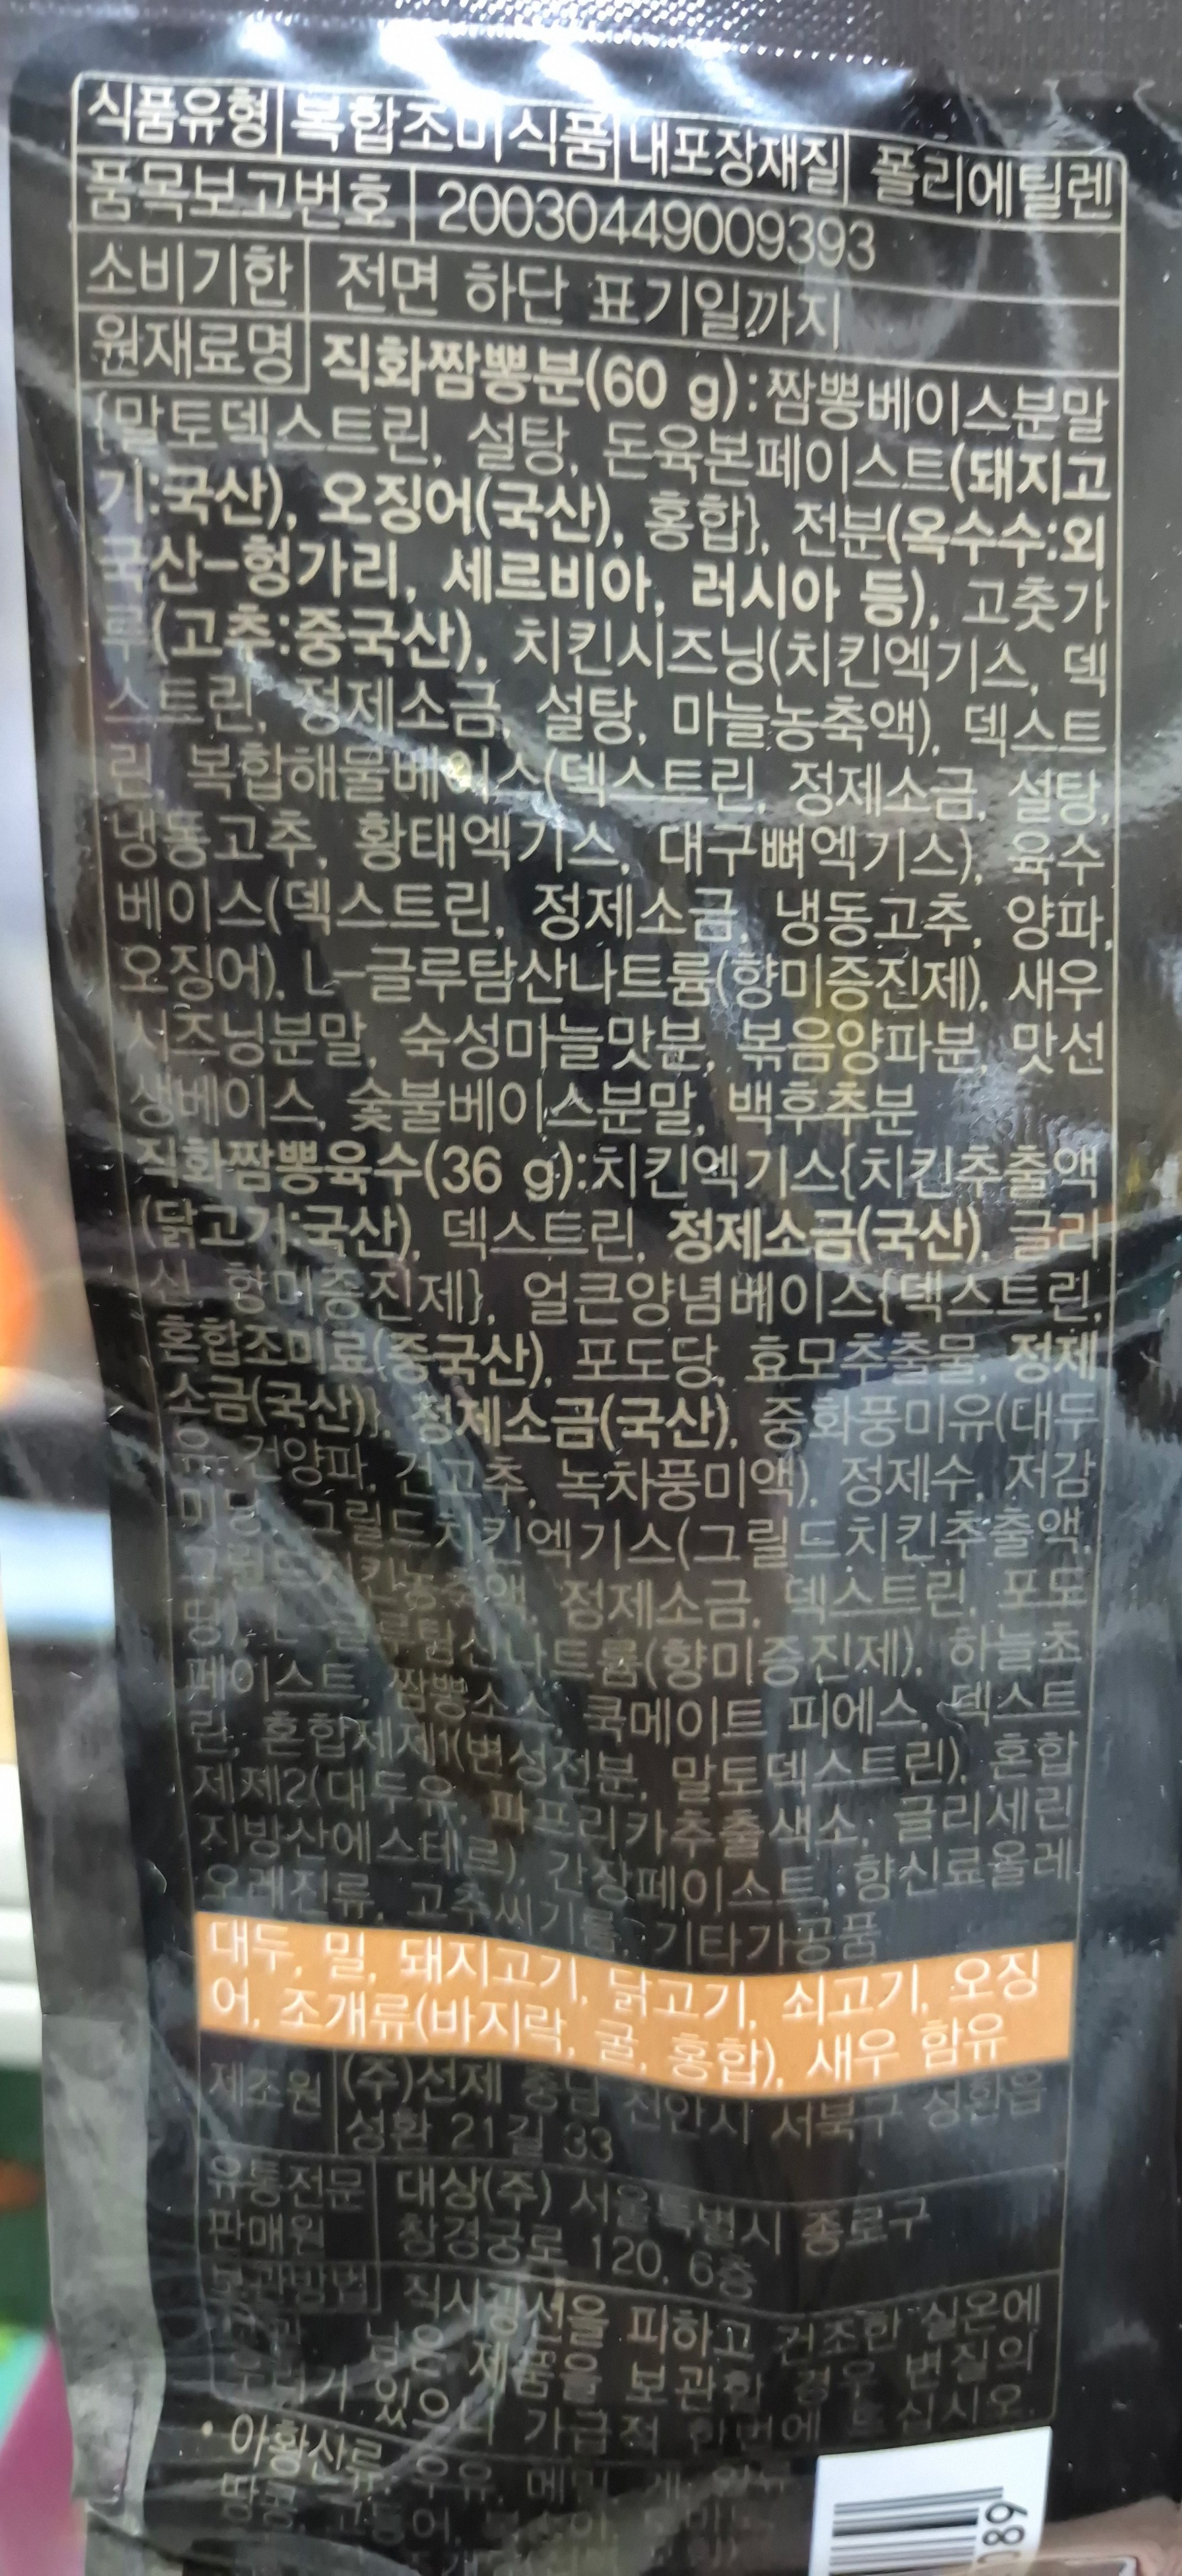 식품유형 복합조미식품 내포장재질 폴리에틸렌
품목보고번호 20030449009393
소비기한 전면 하단 표기일까지
원재료명 직화짬뽕분(60 g):짬뽕베이스분말
{말토덱스트린, 설탕, 돈육본페이스트(돼지고
기:국산), 오징어(국산), 홍합}, 전분(옥수수:외
국산-헝가리, 세르비아, 러시아 등), 고춧가
루(고추:중국산), 치킨시즈닝(치킨엑기스, 덱
스트린, 정제소금, 설탕, 마늘농축액), 덱스트
린, 복합해물베이스(덱스트린, 정제소금, 설탕,
냉동고추, 황태엑기스, 대구뼈엑기스), 육수
베이스(덱스트린, 정제소금, 냉동고추, 양파,
오징어), L-글루탐산나트륨(향미증진제), 새우
시즈닝분말, 숙성마늘맛분, 볶음양파분, 맛선
생베이스, 숯불베이스분말, 백후추분
직화짬뽕육수(36 g):치킨엑기스{치킨추출액
(닭고기:국산), 덱스트린, 정제소금(국산), 글리
신, 향미증진제}, 얼큰양념베이스{덱스트린,
혼합조미료(중국산), 포도당, 효모추출물, 정제
소금(국산)}, 정제소금(국산), 중화풍미유(대두
유, 건양파, 건고추, 녹차풍미액), 정제수, 저감
미당, 그릴드치킨엑기스(그릴드치킨추출액,
그릴드치킨농축액, 정제소금, 덱스트린, 포도
당), L-글루탐산나트륨(향미증진제), 하늘초
페이스트, 짬뽕소스, 쿡메이트 피에스, 덱스트
린, 혼합제제1(변성전분, 말토덱스트린), 혼합
제제2(대두유, 파프리카추출색소, 글리세린
지방산에스테르), 간장페이스트, 향신료올레
오레진류, 고추씨기름, 기타가공품
대두, 밀, 돼지고기, 닭고기, 쇠고기, 오징
어, 조개류(바지락, 굴, 홍합), 새우 함유
제조원 (주)선제 충남 천안시 서북구 성환읍
성환 21길 33
유통전문 대상(주) 서울특별시 종로구
판매원 창경궁로 120, 6층
보관방법 직사광선을 피하고 건조한 실온에
남은 제품을 보관할 경우 변질의
우려가 있으니 가급적 한번에 드십시오.
• 아황산류, 우유, 메밀, 게,
땅콩, 고등어,